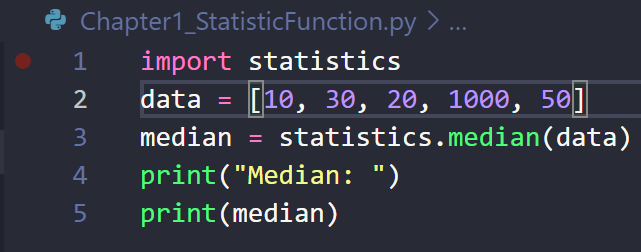 Chapter1_StatisticFunction.py > ...
1 import statistics
2 data = [10, 30, 20, 1000, 50]
3 median = statistics.median(data)
4 print("Median: ")
5 print(median)